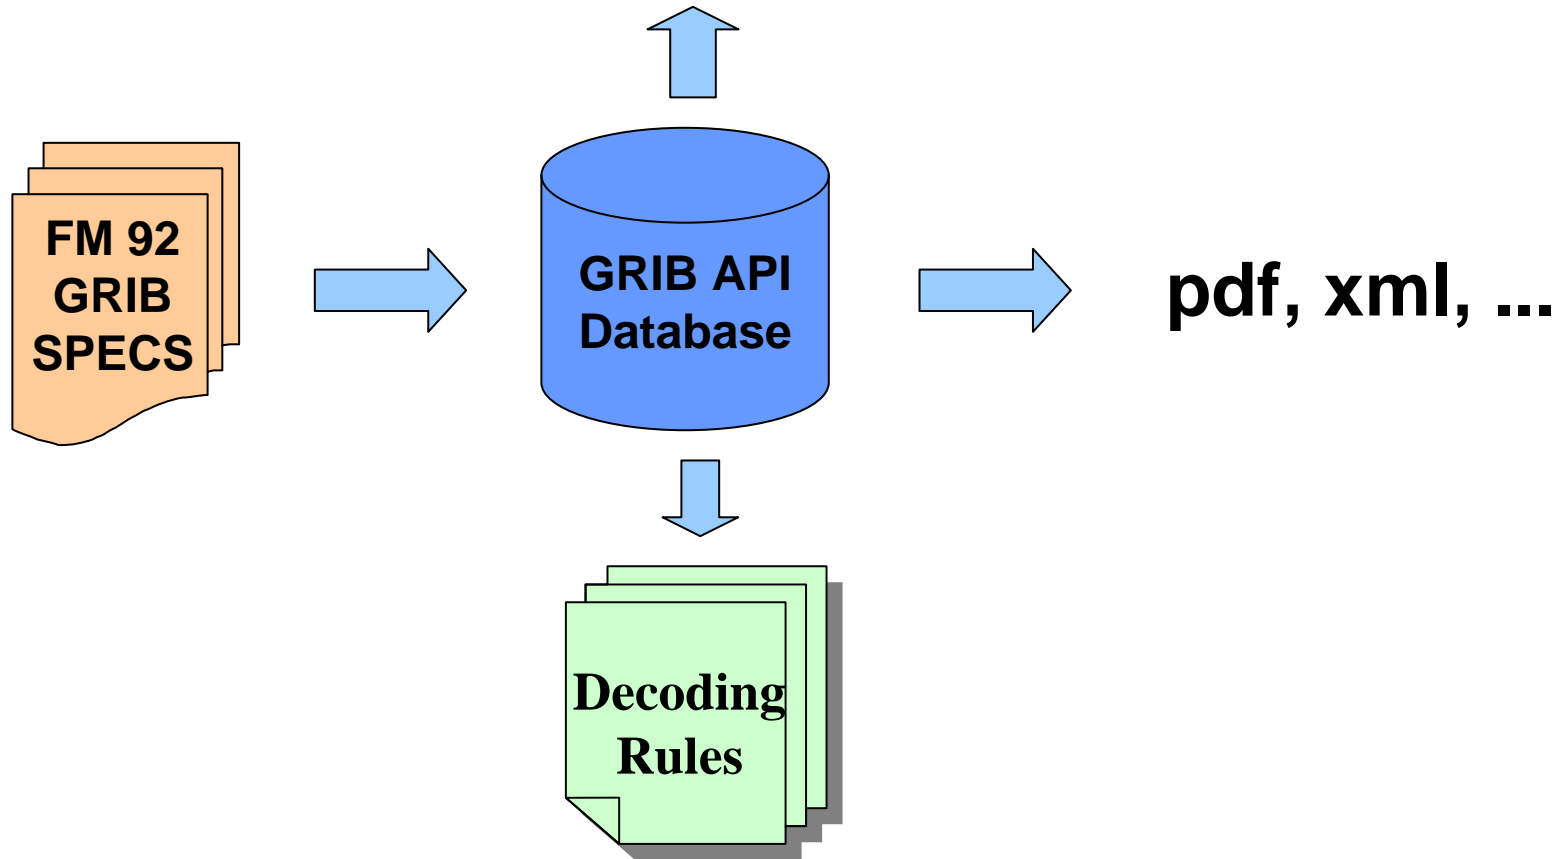 FM 92
GRIB
SPECS
GRIB API
Database
pdf, xml, ...
Decoding
Rules